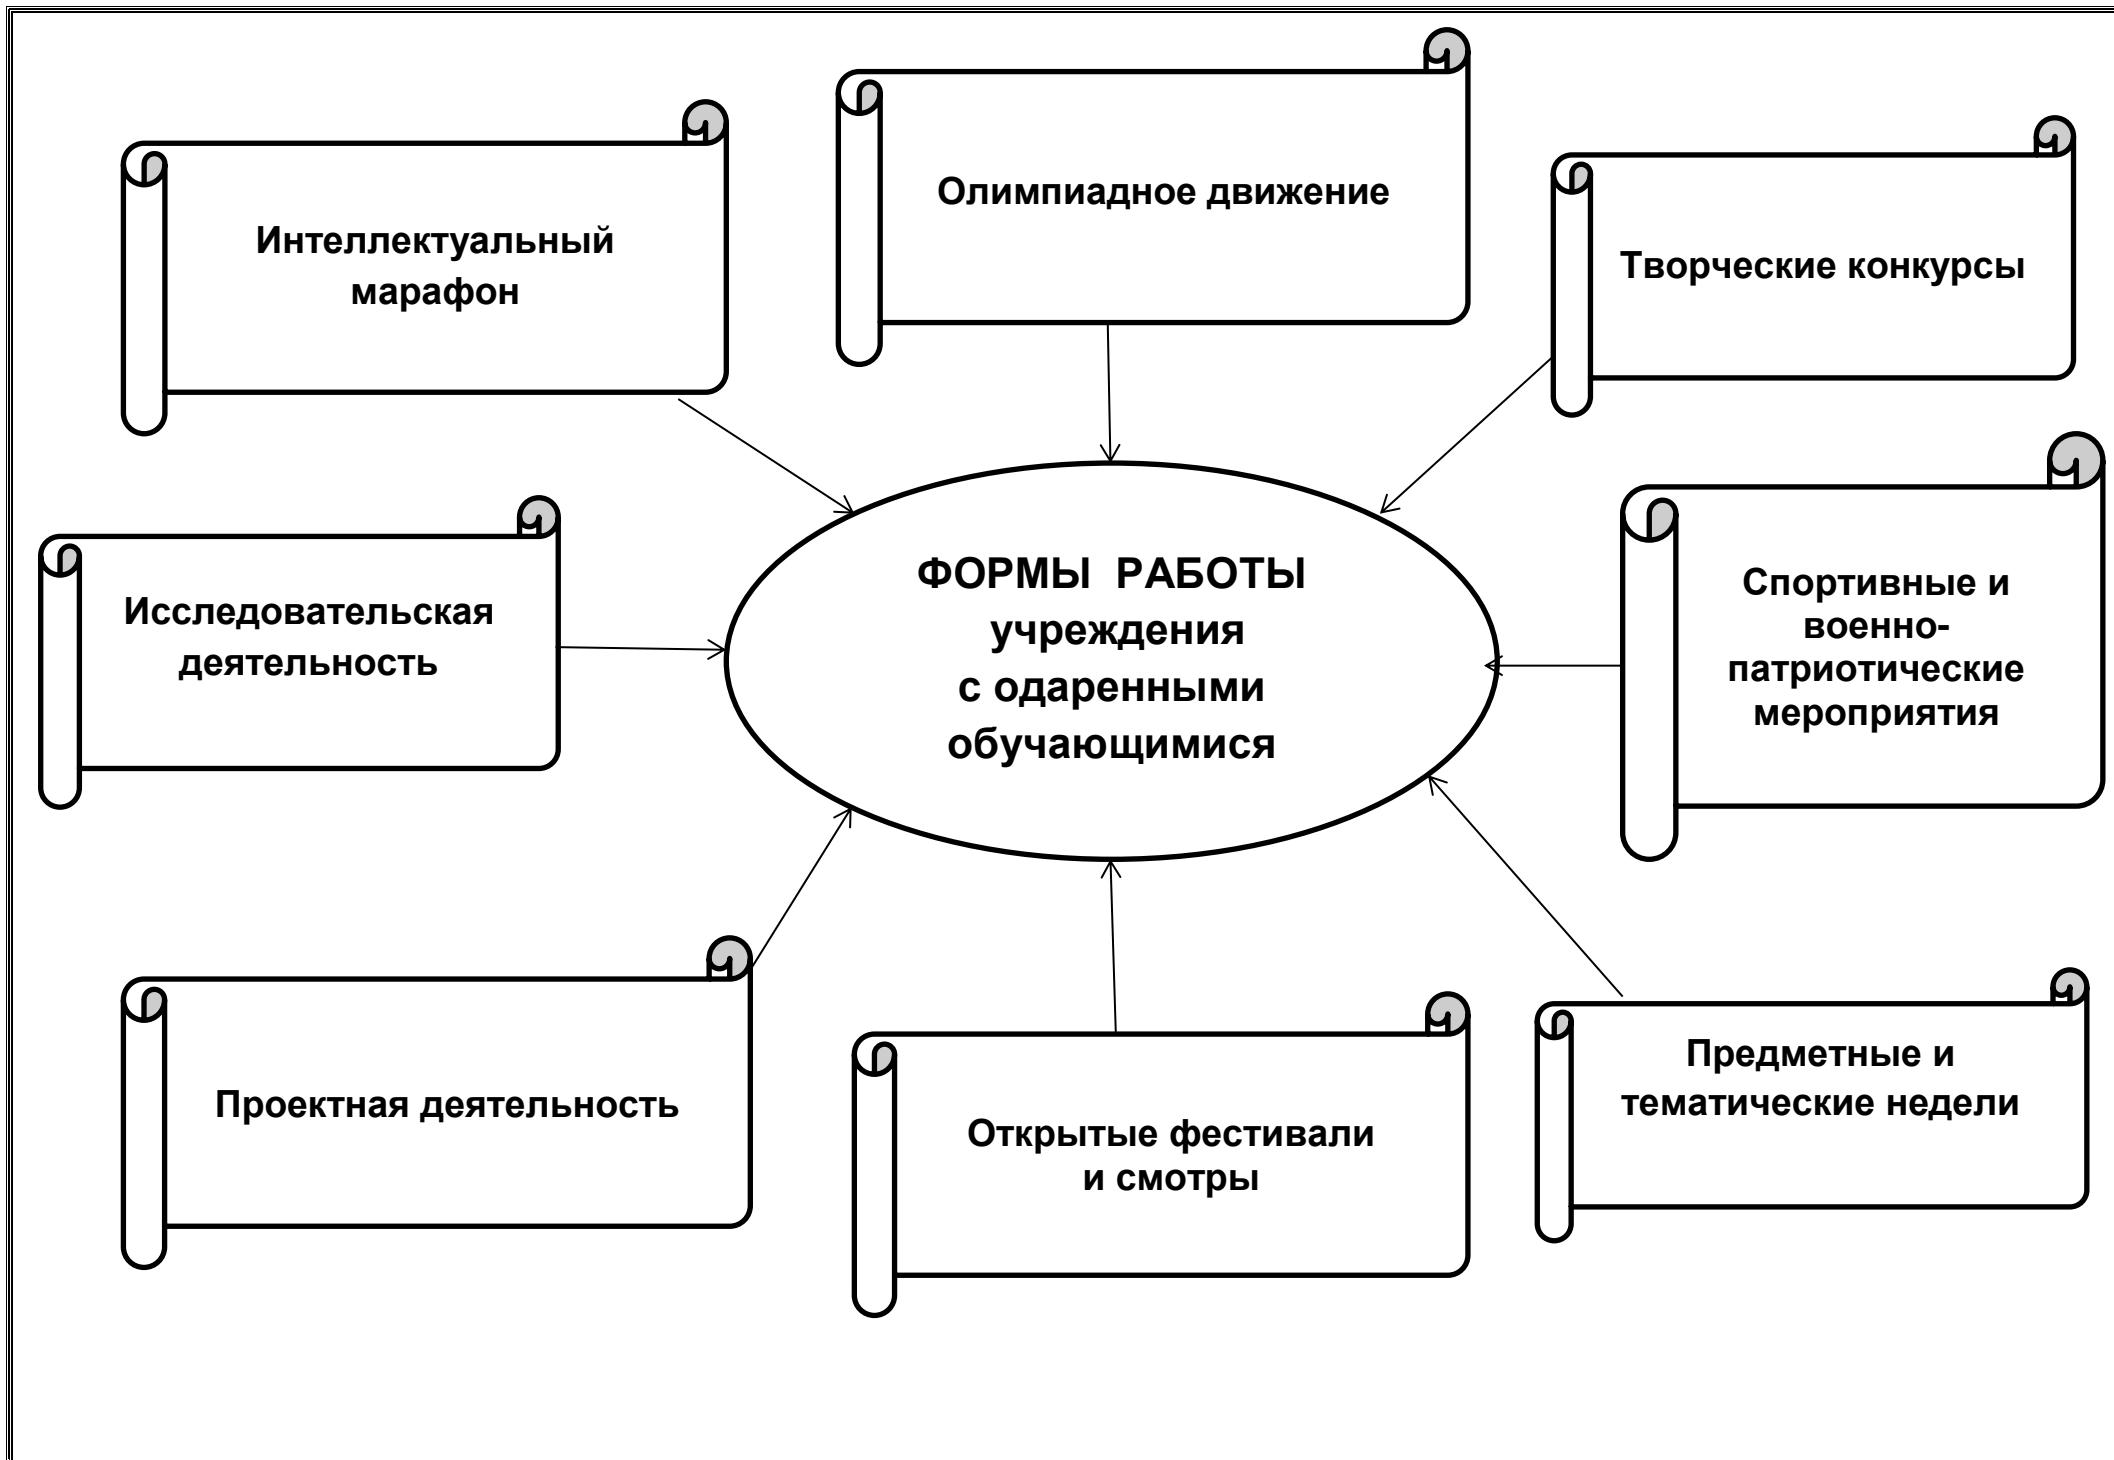 Олимпиадное движение
Интеллектуальный
марафон
Творческие конкурсы
Исследовательская
деятельность
ФОРМЫ РАБОТЫ
учреждения
с одаренными
обучающимися
Спортивные и
военно-
патриотические
мероприятия
Проектная деятельность
Открытые фестивали
и смотры
Предметные и
тематические недели